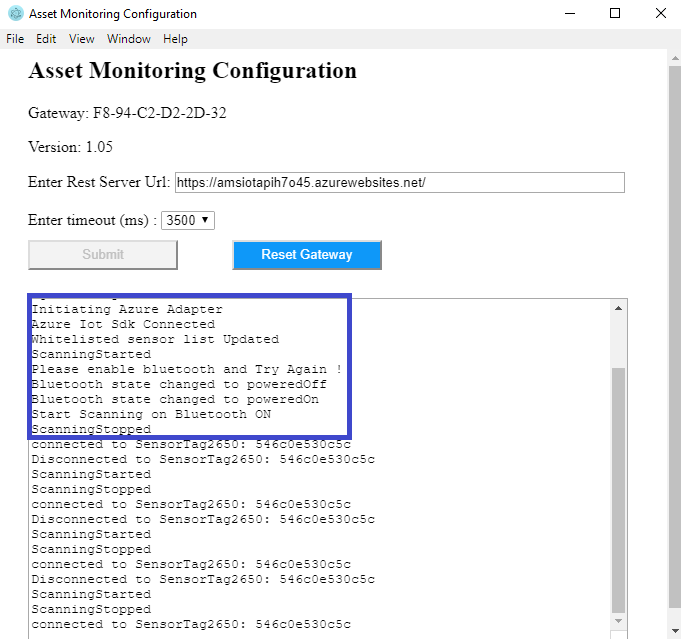 Asset Monitoring Configuration
File Edit View Window Help
Asset Monitoring Configuration
Gateway: F8-94-C2-D2-2D-32
Version: 1.05
Enter Rest Server Url: https://amsiotapih7o45.azurewebsites.net/
Enter timeout (ms) : 3500
Submit Reset Gateway
Initiating Azure Adapter
Azure Iot Sdk Connected
Whitelisted sensor list Updated
ScanningStarted
Please enable bluetooth and Try Again !
Bluetooth state changed to poweredOff
Bluetooth state changed to poweredOn
Start Scanning on Bluetooth ON
ScanningStopped
connected to SensorTag2650: 546c0e530c5c
Disconnected to SensorTag2650: 546c0e530c5c
ScanningStarted
ScanningStopped
connected to SensorTag2650: 546c0e530c5c
Disconnected to SensorTag2650: 546c0e530c5c
ScanningStarted
ScanningStopped
connected to SensorTag2650: 546c0e530c5c
Disconnected to SensorTag2650: 546c0e530c5c
ScanningStarted
ScanningStopped
connected to SensorTag2650: 546c0e530c5c